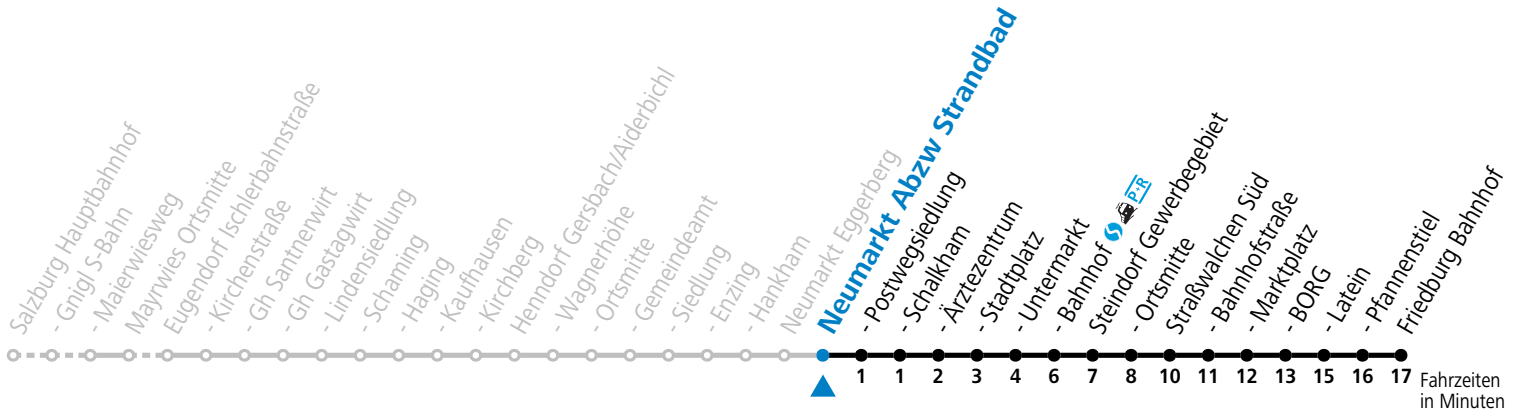 Salzburg Hauptbahnhof
- Gnigl S-Bahn
- Maierwiesweg
Mayrwies Ortsmitte
Eugendorf Ischlerbahnstraße
- Kirchenstraße
- Gh Santnerwirt
- Gh Gastagwirt
- Lindensiedlung
- Schaming
- Haging
- Kaufhausen
- Kirchberg
Henndorf Gersbach/Aiderbichl
- Wagnerhöhe
- Ortsmitte
- Gemeindeamt
- Siedlung
- Enzing
- Hankham
Neumarkt Eggerberg
Neumarkt Abzw Strandbad
- Postwegsiedlung
- Schalkham
- Ärztezentrum
- Stadtplatz
- Untermarkt
- Bahnhof S P+R
Steindorf Gewerbegebiet
- Ortsmitte
Straßwalchen Süd
- Bahnhofstraße
- Marktplatz
- BORG
- Latein
- Pfannenstiel
Friedburg Bahnhof
1 1 2 3 4 6 7 8 10 11 12 13 15 16 17 Fahrzeiten
in Minuten